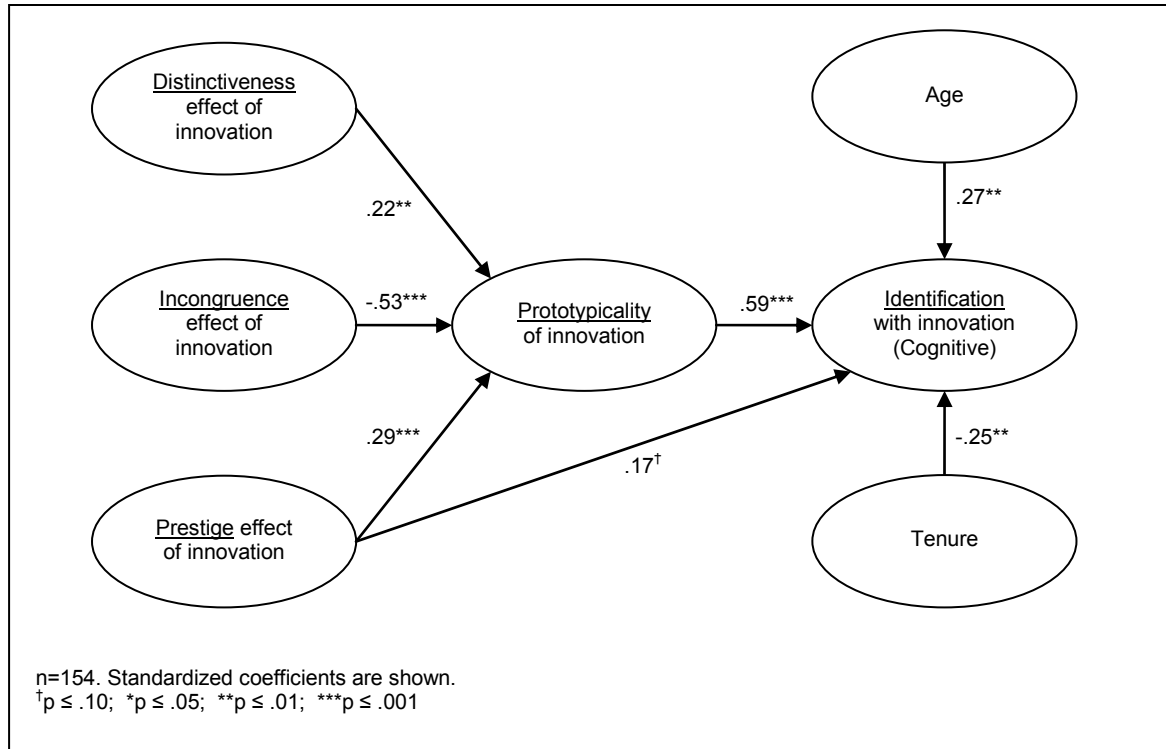 Distinctiveness
effect of
innovation
Age
.22**
.27**
Incongruence
effect of
innovation
-.53***
Prototypicality
of innovation
.59***
Identification
with innovation
(Cognitive)
.29***
.17†
-.25**
Prestige effect
of innovation
Tenure
n=154. Standardized coefficients are shown.
†p ≤ .10; *p ≤ .05; **p ≤ .01; ***p ≤ .001